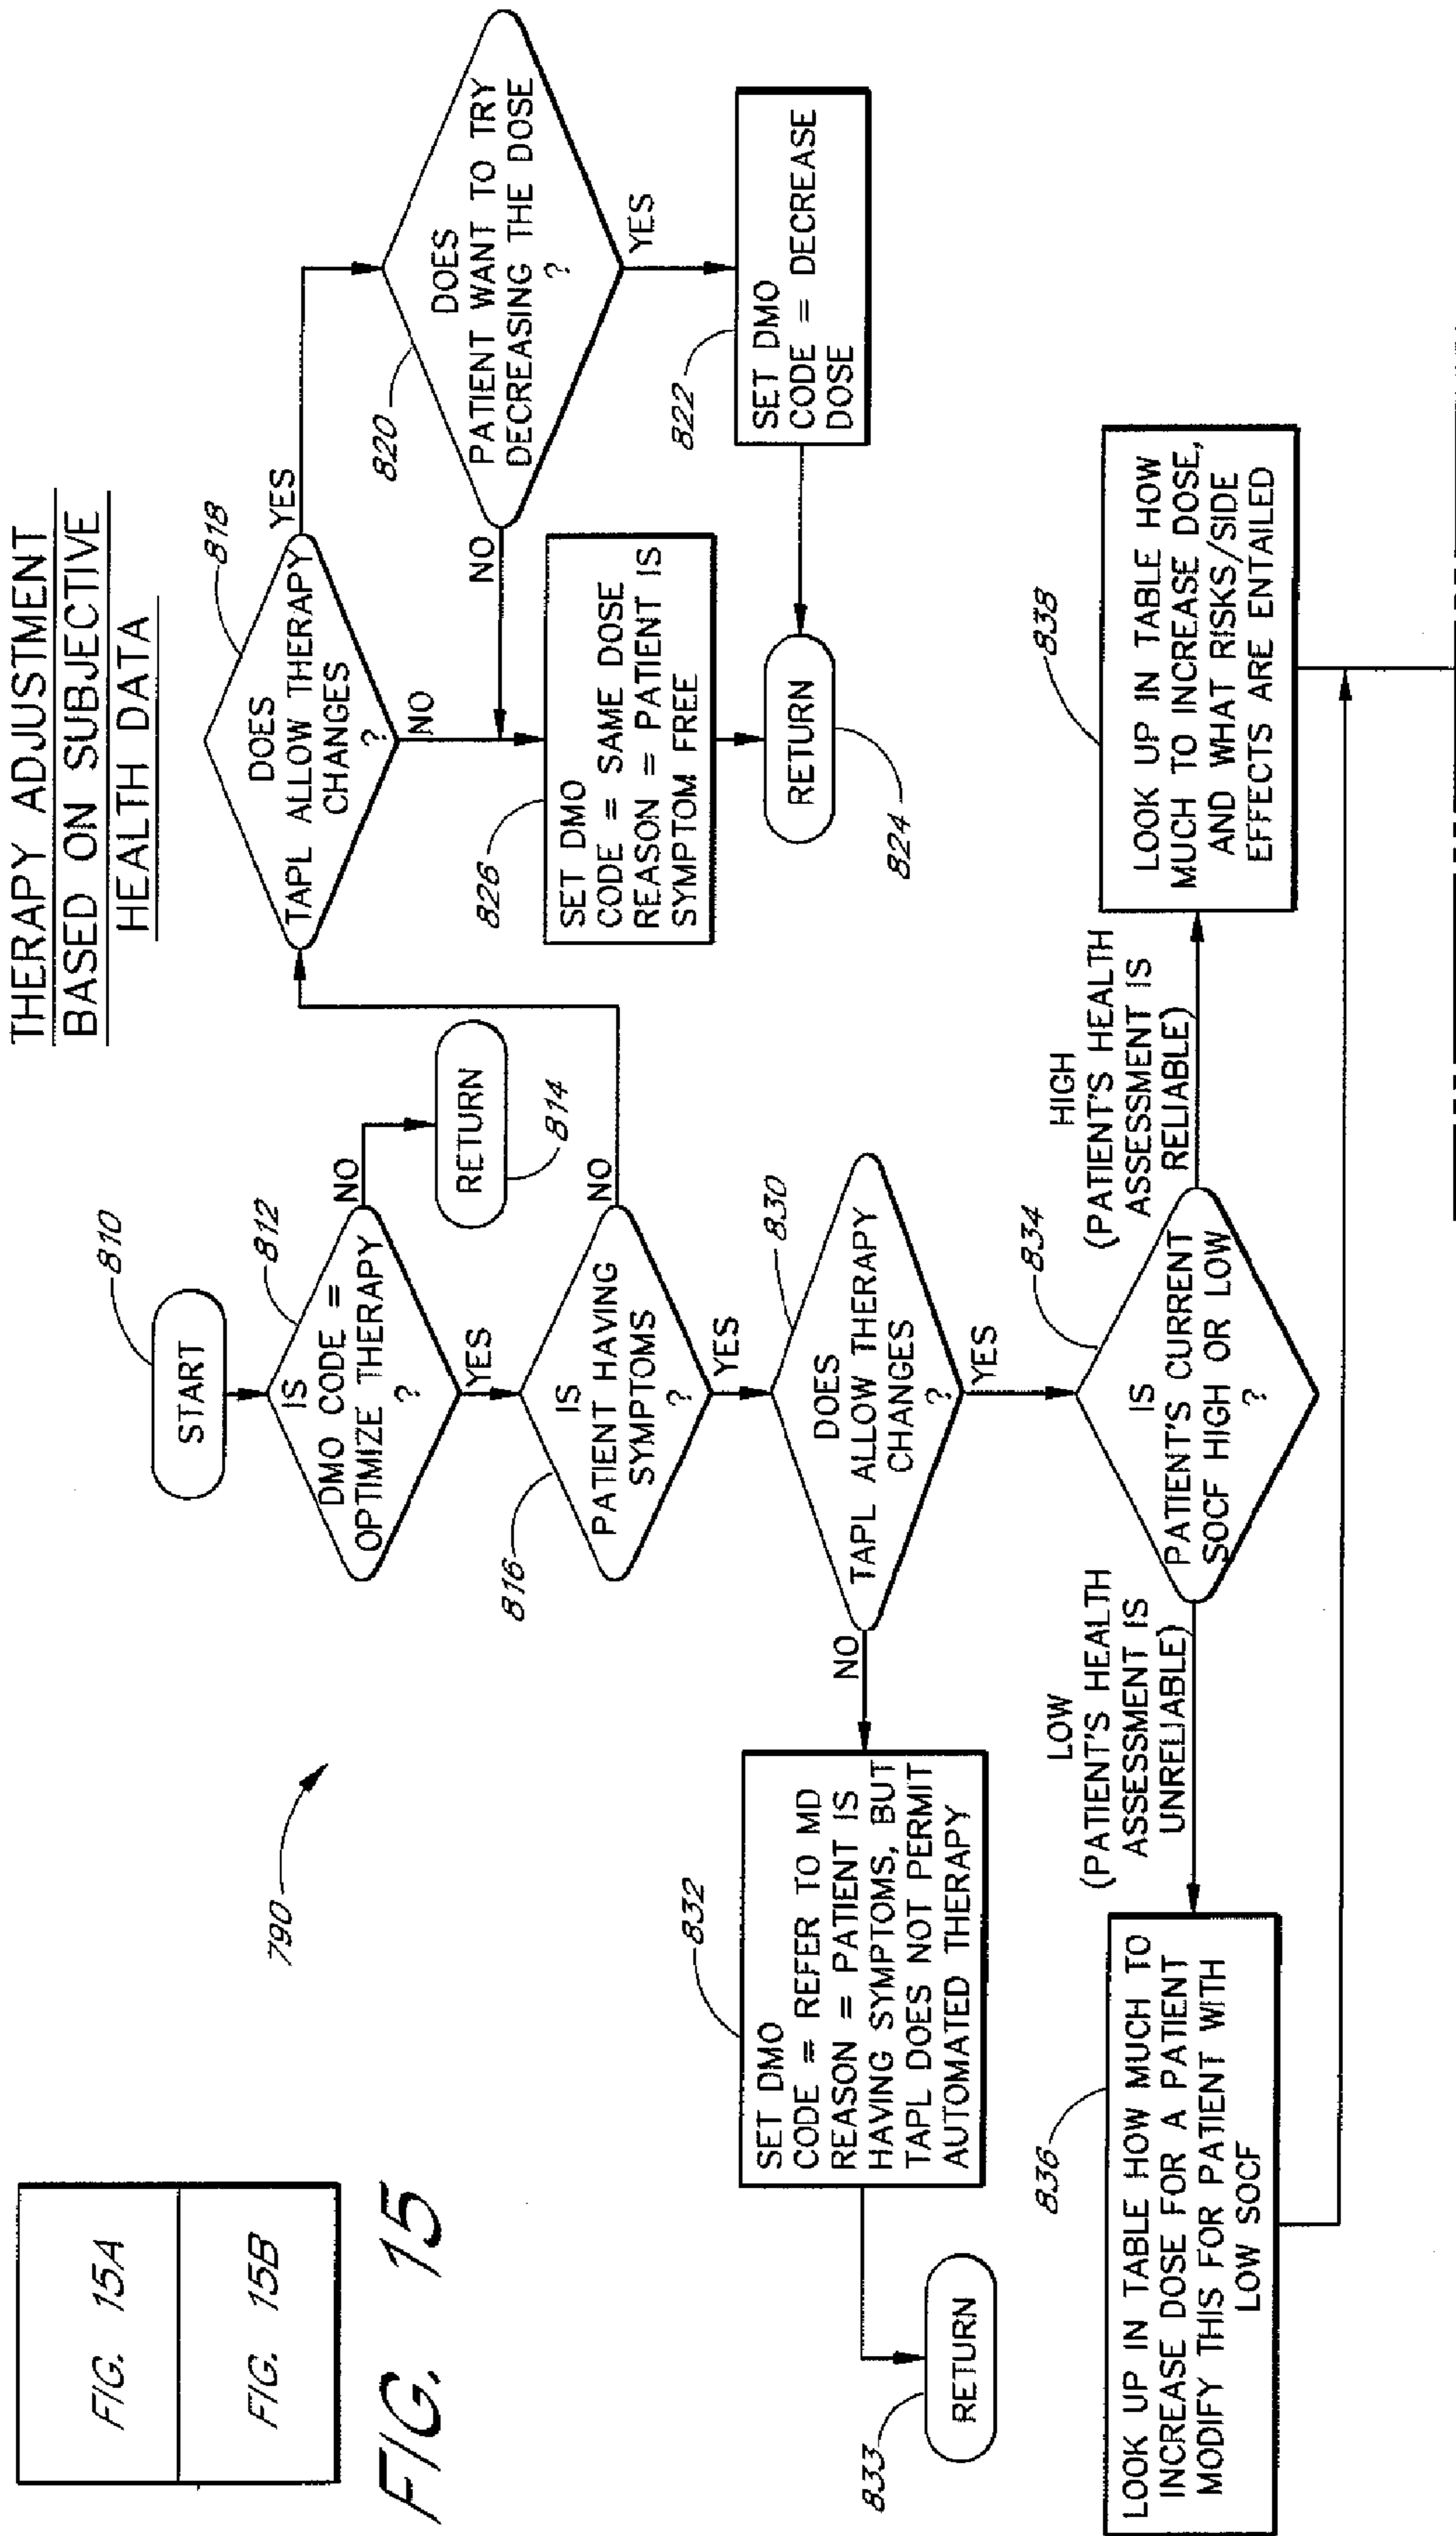 FIG. 15A
FIG. 15B
FIG. 15
THERAPY ADJUSTMENT
BASED ON SUBJECTIVE
HEALTH DATA
790
810
START
812
IS
DMO CODE =
OPTIMIZE THERAPY
?
NO
RETURN
814
YES
816
IS
PATIENT HAVING
SYMPTOMS
?
NO
818
DOES
TAPL ALLOW THERAPY
CHANGES
?
YES
NO
820
DOES
PATIENT WANT TO TRY
DECREASING THE DOSE
?
NO
YES
822
SET DMO
CODE = DECREASE
DOSE
826
SET DMO
CODE = SAME DOSE
REASON = PATIENT IS
SYMPTOM FREE
RETURN
824
YES
830
DOES
TAPL ALLOW THERAPY
CHANGES
?
NO
832
SET DMO
CODE = REFER TO MD
REASON = PATIENT IS
HAVING SYMPTOMS, BUT
TAPL DOES NOT PERMIT
AUTOMATED THERAPY
RETURN
833
YES
834
IS
PATIENT'S CURRENT
SOCF HIGH OR LOW
?
LOW
(PATIENT'S HEALTH
ASSESSMENT IS
UNRELIABLE)
836
LOOK UP IN TABLE HOW MUCH TO
INCREASE DOSE FOR A PATIENT
MODIFY THIS FOR PATIENT WITH
LOW SOCF
HIGH
(PATIENT'S HEALTH
ASSESSMENT IS
RELIABLE)
838
LOOK UP IN TABLE HOW
MUCH TO INCREASE DOSE,
AND WHAT RISKS/SIDE
EFFECTS ARE ENTAILED